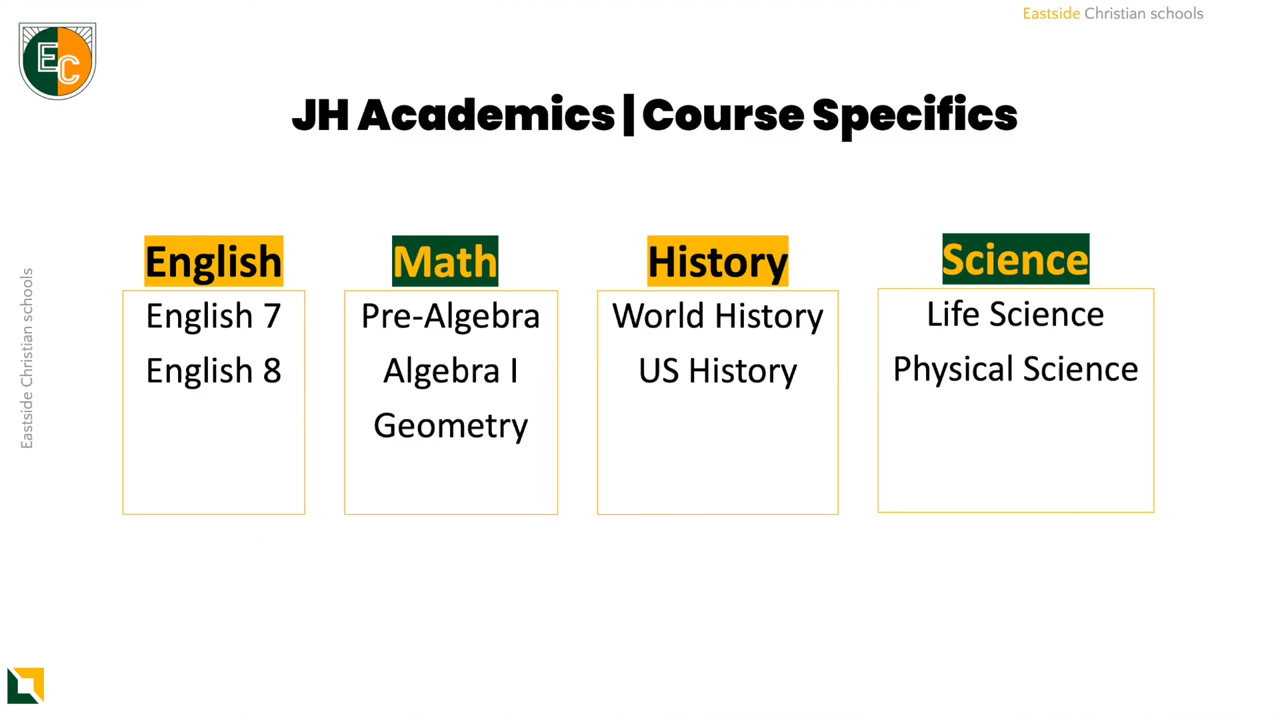 Eastside Christian schools
EC
JH Academics | Course Specifics
English
English 7
English 8
Math
Pre-Algebra
Algebra I
Geometry
History
World History
US History
Science
Life Science
Physical Science
Eastside Christian schools